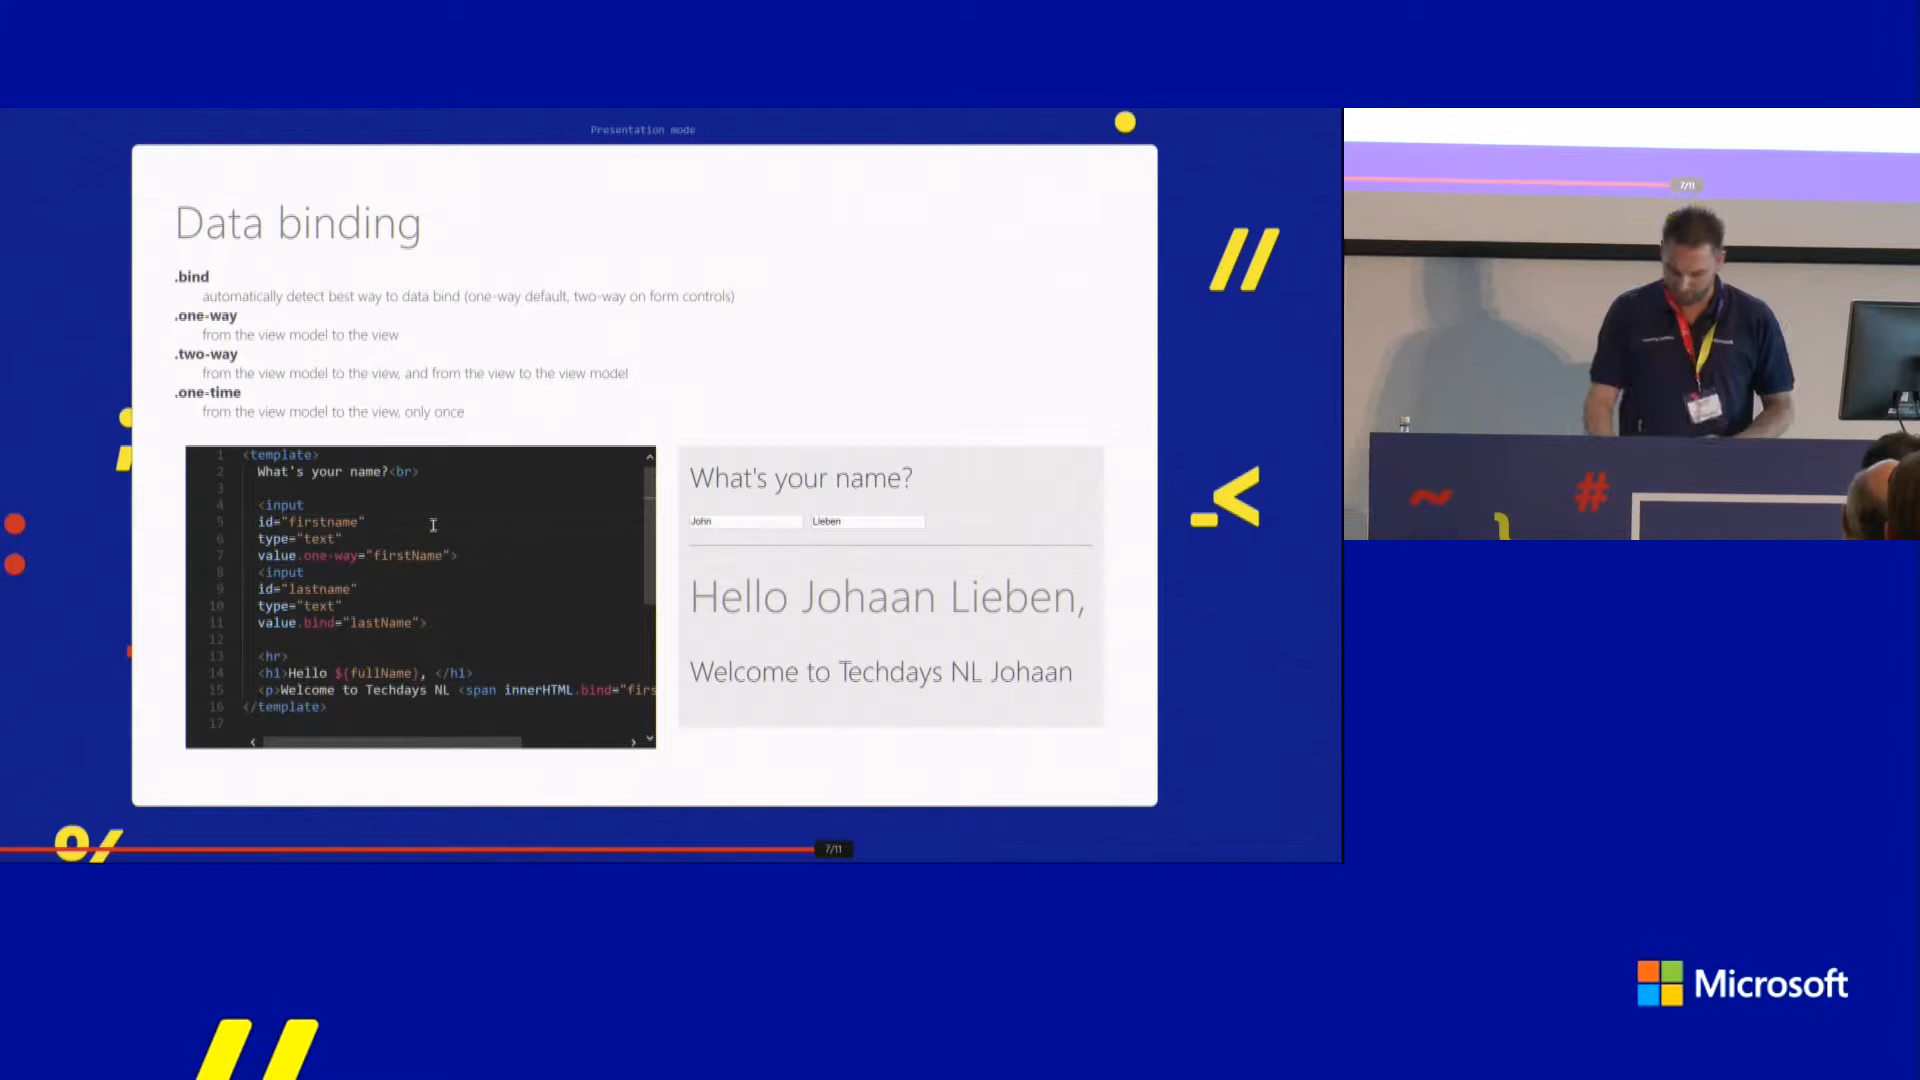 Presentation mode
Data binding
.bind
automatically detect best way to data bind (one-way default, two-way on form controls)
.one-way
from the view model to the view
.two-way
from the view model to the view, and from the view to the view model
.one-time
from the view model to the view, only once
1 <template>
2 What's your name?<br>
3
4 <input
5 id="firstname"
6 type="text"
7 value.one-way="firstName">
8 <input
9 id="lastname"
10 type="text"
11 value.bind="lastName">
12
13 <hr>
14 <h1>Hello ${fullName}, </h1>
15 <p>Welcome to Techdays NL <span innerHTML.bind="firs
16 </template>
17
What's your name?
John Lieben
Hello Johaan Lieben,
Welcome to Techdays NL Johaan
7/11
7/11
Microsoft